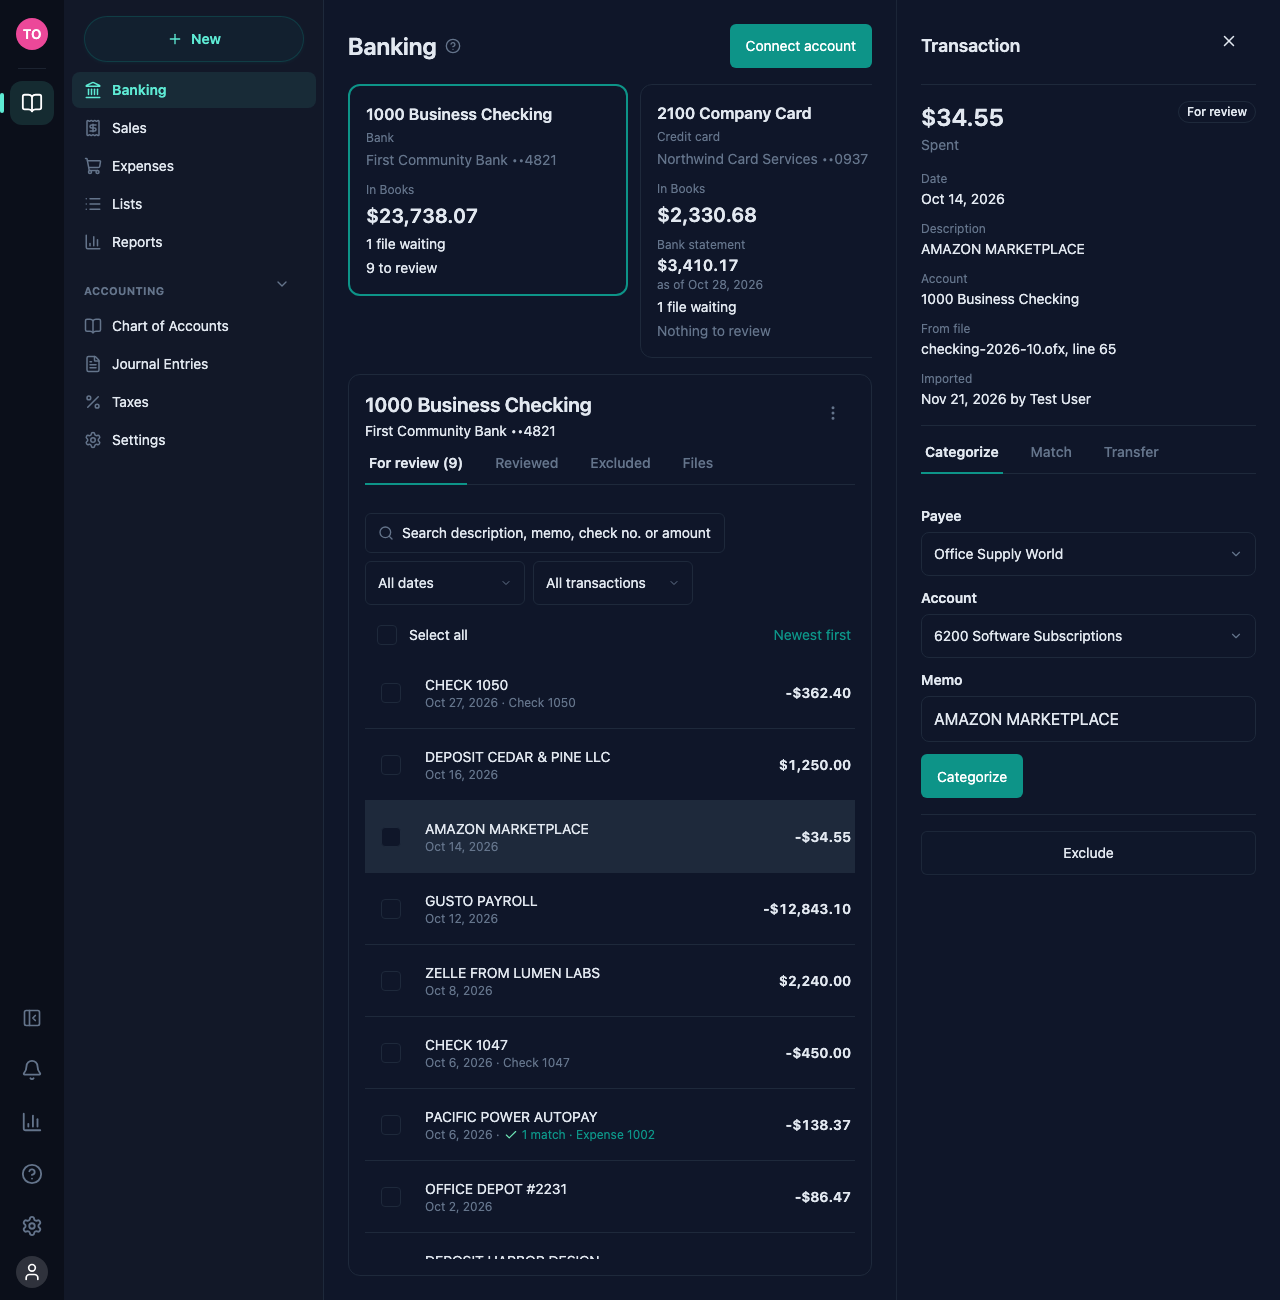 TO
New
Banking
Sales
Expenses
Lists
Reports
ACCOUNTING
Chart of Accounts
Journal Entries
Taxes
Settings
Banking
Connect account
1000 Business Checking
Bank
First Community Bank ••4821
In Books
$23,738.07
1 file waiting
9 to review
2100 Company Card
Credit card
Northwind Card Services ••0937
In Books
$2,330.68
Bank statement
$3,410.17
as of Oct 28, 2026
1 file waiting
Nothing to review
1000 Business Checking
First Community Bank ••4821
For review (9) Reviewed Excluded Files
Search description, memo, check no. or amount
All dates All transactions
Select all Newest first
CHECK 1050 -$362.40
Oct 27, 2026 · Check 1050
DEPOSIT CEDAR & PINE LLC $1,250.00
Oct 16, 2026
AMAZON MARKETPLACE -$34.55
Oct 14, 2026
GUSTO PAYROLL -$12,843.10
Oct 12, 2026
ZELLE FROM LUMEN LABS $2,240.00
Oct 8, 2026
CHECK 1047 -$450.00
Oct 6, 2026 · Check 1047
PACIFIC POWER AUTOPAY -$138.37
Oct 6, 2026 · 1 match · Expense 1002
OFFICE DEPOT #2231 -$86.47
Oct 2, 2026
DEPOSIT HARBOR DESIGN
Transaction
$34.55 For review
Spent
Date
Oct 14, 2026
Description
AMAZON MARKETPLACE
Account
1000 Business Checking
From file
checking-2026-10.ofx, line 65
Imported
Nov 21, 2026 by Test User
Categorize Match Transfer
Payee
Office Supply World
Account
6200 Software Subscriptions
Memo
AMAZON MARKETPLACE
Categorize
Exclude